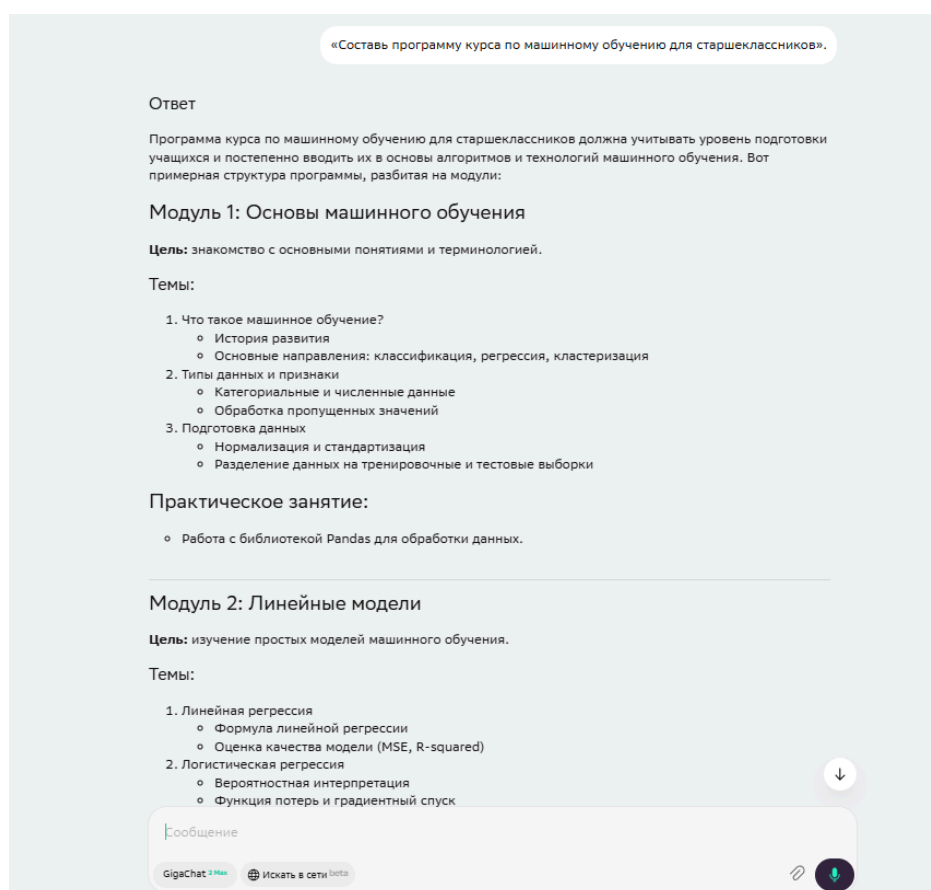 «Составь программу курса по машинному обучению для старшеклассников».
Ответ
Программа курса по машинному обучению для старшеклассников должна учитывать уровень подготовки
учащихся и постепенно вводить их в основы алгоритмов и технологий машинного обучения. Вот
примерная структура программы, разбитая на модули:
Модуль 1: Основы машинного обучения
Цель: знакомство с основными понятиями и терминологией.
Темы:
1. Что такое машинное обучение?
∘ История развития
∘ Основные направления: классификация, регрессия, кластеризация
2. Типы данных и признаки
∘ Категориальные и численные данные
∘ Обработка пропущенных значений
3. Подготовка данных
∘ Нормализация и стандартизация
∘ Разделение данных на тренировочные и тестовые выборки
Практическое занятие:
∘ Работа с библиотекой Pandas для обработки данных.
Модуль 2: Линейные модели
Цель: изучение простых моделей машинного обучения.
Темы:
1. Линейная регрессия
∘ Формула линейной регрессии
∘ Оценка качества модели (MSE, R-squared)
2. Логистическая регрессия
∘ Вероятностная интерпретация
∘ Функция потерь и градиентный спуск
Сообщение
GigaChat 2 Max Искать в сети beta